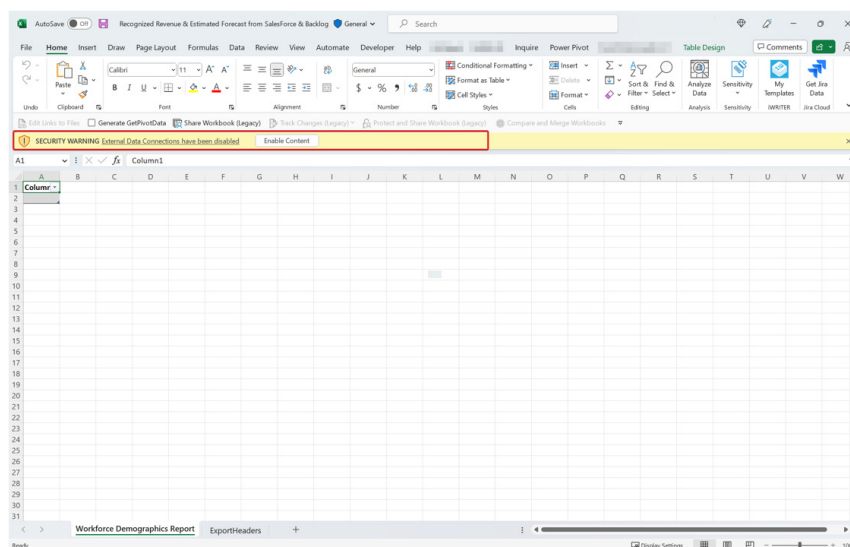 AutoSave Off Recognized Revenue & Estimated Forecast from SalesForce & Backlog General Search
File Home Insert Draw Page Layout Formulas Data Review View Automate Developer Help Inquire Power Pivot Table Design Comments
Calibri 11 A A General Conditional Formatting Insert
Paste Format as Table Delete Sort & Find & Analyze Sensitivity My Get Jira
B I U A $ % Cell Styles Format Filter Select Data Templates Data
Undo Clipboard Font Alignment Number Styles Cells Editing Analysis Sensitivity iWRITER Jira Cloud
Edit Links to Files Generate GetPivotData Share Workbook (Legacy) Track Changes (Legacy) Protect and Share Workbook (Legacy) Compare and Merge Workbooks
SECURITY WARNING External Data Connections have been disabled Enable Content
A1 fx Column1
A B C D E F G H I J K L M N O P Q R S T U V W
1 Column
2
3
4
5
6
7
8
9
10
11
12
13
14
15
16
17
18
19
20
21
22
23
24
25
26
27
28
29
30
31
Workforce Demographics Report ExportHeaders +
Ready Display Settings